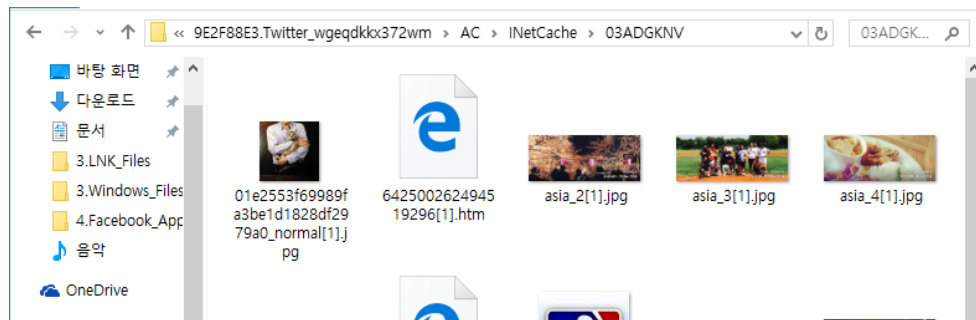 « 9E2F88E3.Twitter_wgeqdkkx372wm › AC › INetCache › 03ADGKNV
03ADGK...
바탕 화면
다운로드
문서
3.LNK_Files
3.Windows_Files
4.Facebook_App
음악
OneDrive
01e2553f69989f
a3be1d1828df29
79a0_normal[1].j
pg
6425002624945
19296[1].htm
asia_2[1].jpg
asia_3[1].jpg
asia_4[1].jpg